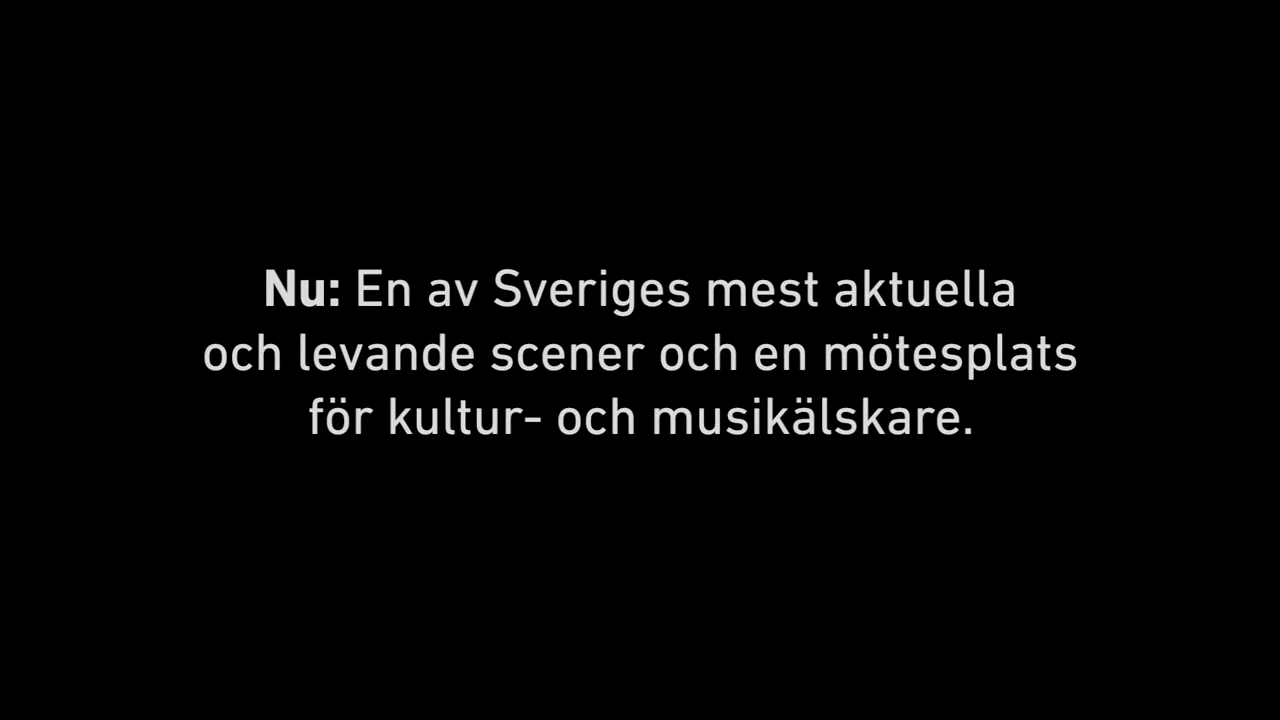 Nu: En av Sveriges mest aktuella
och levande scener och en mötesplats
för kultur- och musikälskare.